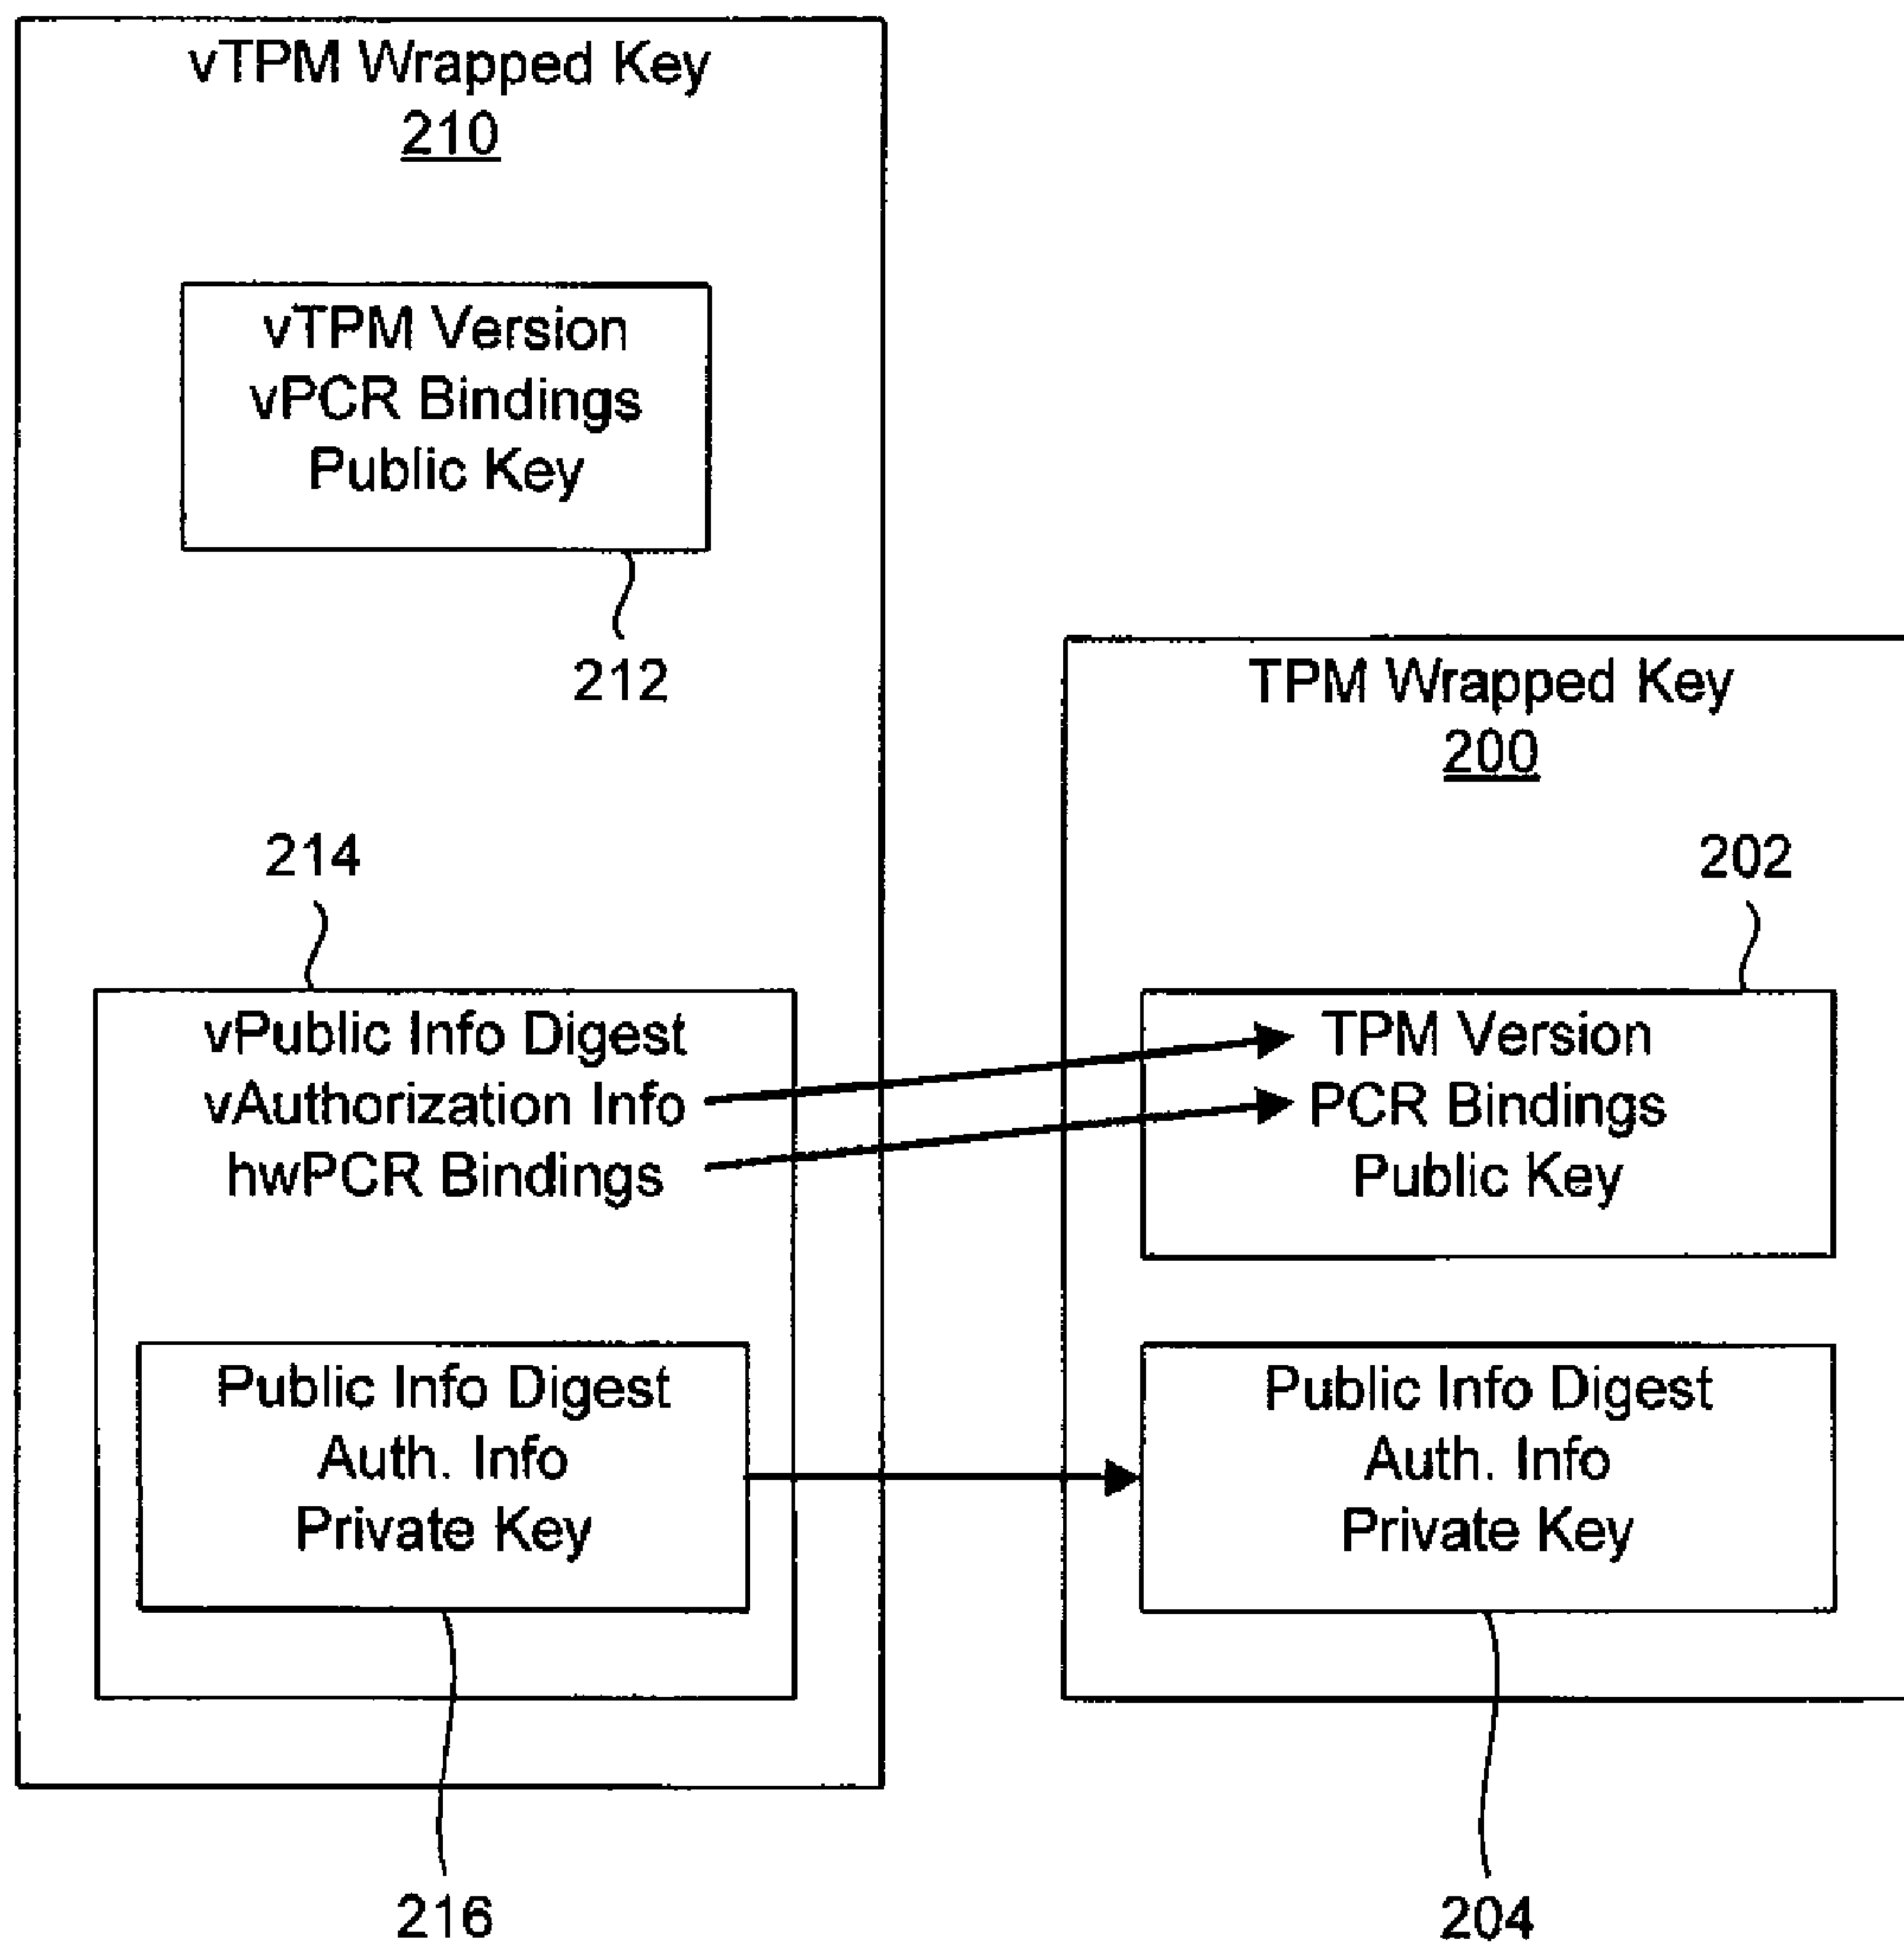 vTPM Wrapped Key
210
vTPM Version
vPCR Bindings
Public Key
212
214
vPublic Info Digest
vAuthorization Info
hwPCR Bindings
Public Info Digest
Auth. Info
Private Key
216
TPM Wrapped Key
200
202
TPM Version
PCR Bindings
Public Key
Public Info Digest
Auth. Info
Private Key
204